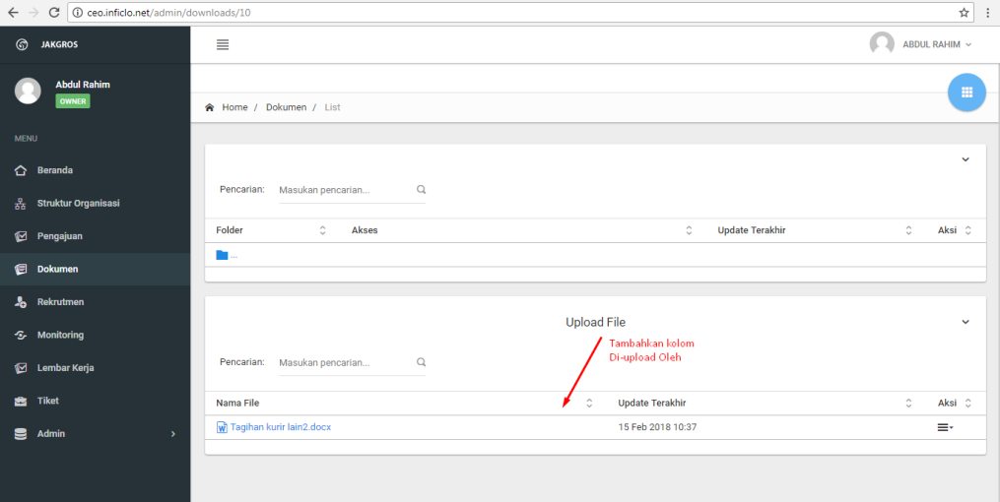 ceo.inficlo.net/admin/downloads/10
JAKGROS
ABDUL RAHIM
Abdul Rahim
OWNER
Home / Dokumen / List
MENU
Beranda
Struktur Organisasi
Pengajuan
Dokumen
Rekrutmen
Monitoring
Lembar Kerja
Tiket
Admin
Pencarian: Masukan pencarian...
Folder Akses Update Terakhir Aksi
...
Upload File
Tambahkan kolom
Di-upload Oleh
Pencarian: Masukan pencarian...
Nama File Update Terakhir Aksi
Tagihan kurir lain2.docx 15 Feb 2018 10:37